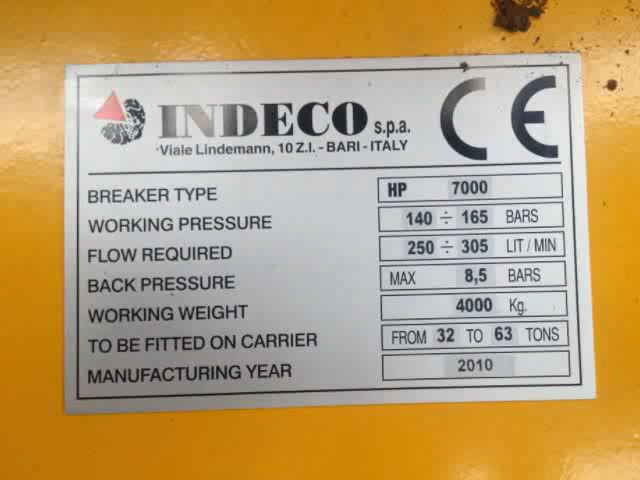 INDECO s.p.a.
Viale Lindemann, 10 Z.I. - BARI - ITALY
CE
BREAKER TYPE HP 7000
WORKING PRESSURE 140 ÷ 165 BARS
FLOW REQUIRED 250 ÷ 305 LIT / MIN
BACK PRESSURE MAX 8,5 BARS
WORKING WEIGHT 4000 Kg.
TO BE FITTED ON CARRIER FROM 32 TO 63 TONS
MANUFACTURING YEAR 2010